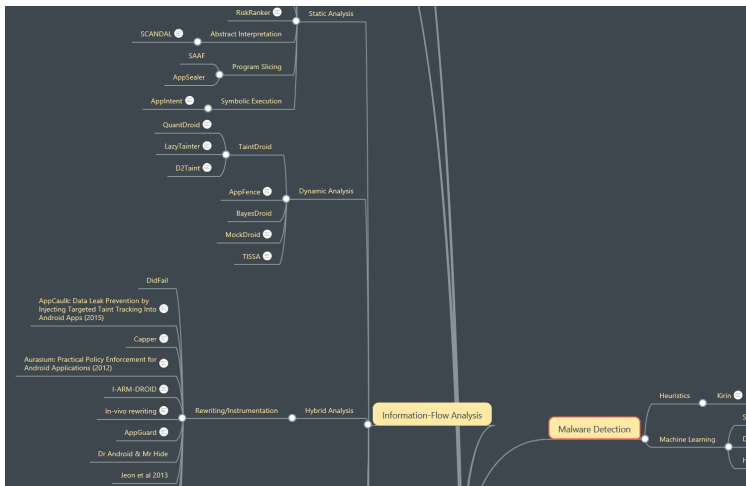 RiskRanker
Static Analysis
SCANDAL
Abstract Interpretation
SAAF
Program Slicing
AppSealer
AppIntent
Symbolic Execution
QuantDroid
LazyTainter
TaintDroid
D2Taint
AppFence
Dynamic Analysis
BayesDroid
MockDroid
TISSA
DidFail
AppCaulk: Data Leak Prevention by
Injecting Targeted Taint Tracking Into
Android Apps (2015)
Capper
Aurasium: Practical Policy Enforcement for
Android Applications (2012)
I-ARM-DROID
In-vivo rewriting
Rewriting/Instrumentation
Hybrid Analysis
AppGuard
Dr Android & Mr Hide
Jeon et al 2013
Information-Flow Analysis
Malware Detection
Heuristics
Kirin
Machine Learning